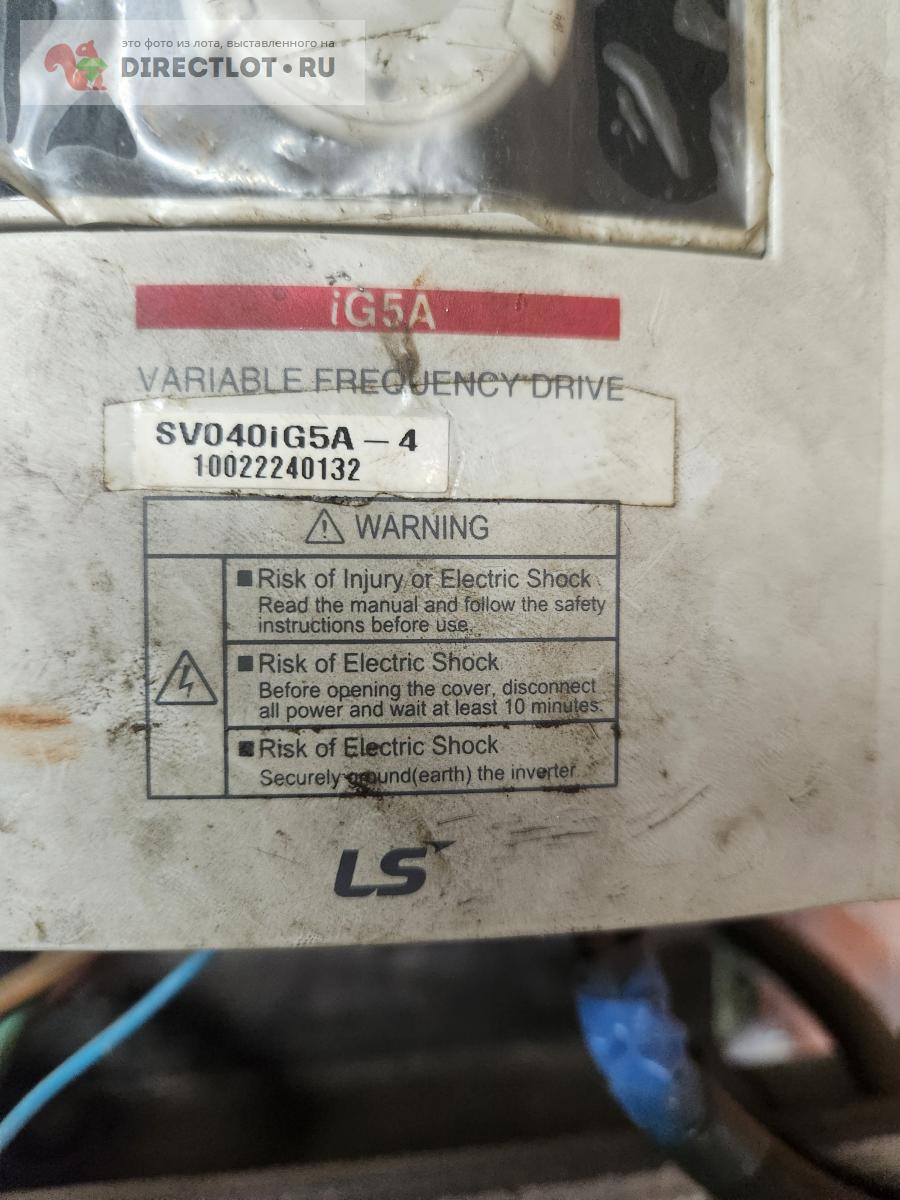 это фото из лота, выставленного на
DIRECTLOT•RU
iG5A
VARIABLE FREQUENCY DRIVE
SV040iG5A – 4
10022240132
WARNING
Risk of Injury or Electric Shock
Read the manual and follow the safety
instructions before use.
Risk of Electric Shock
Before opening the cover, disconnect
all power and wait at least 10 minutes.
Risk of Electric Shock
Securely ground(earth) the inverter
LS